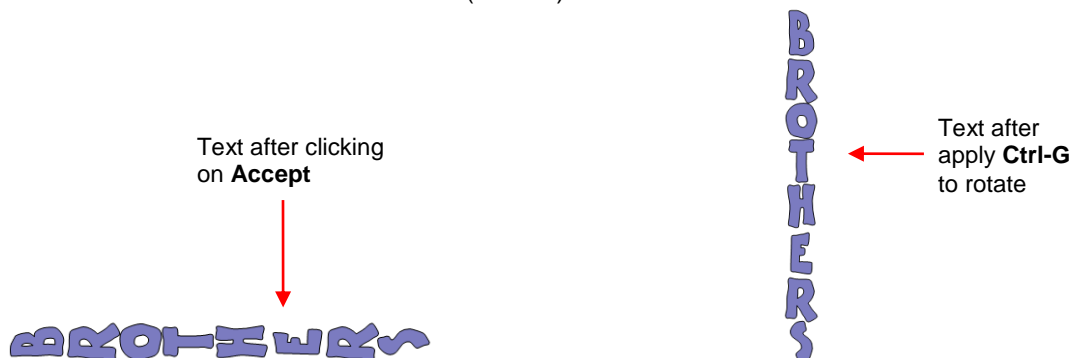 Text after clicking
on Accept
BROTHERS
BROTHERS
Text after
apply Ctrl-G
to rotate